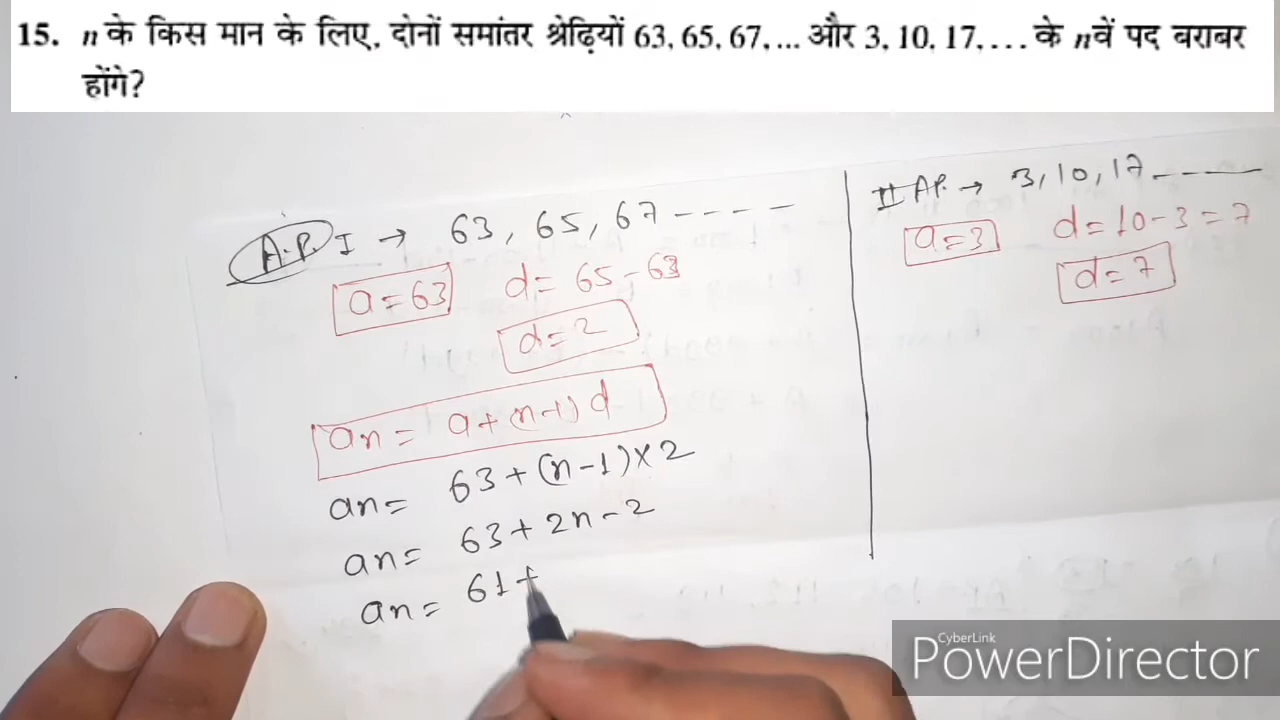 15. n के किस मान के लिए, दोनों समांतर श्रेढ़ियों 63, 65, 67, ... और 3, 10, 17, ... के nवें पद बराबर
होंगे?
A.P. I → 63, 65, 67 - - - -
a = 63 d = 65 - 63
d = 2
an = a + (n-1) d
an = 63 + (n-1) × 2
an = 63 + 2n - 2
an = 61 +
II AP. → 3, 10, 17 - - - -
a = 3 d = 10 - 3 = 7
d = 7
CyberLink
PowerDirector